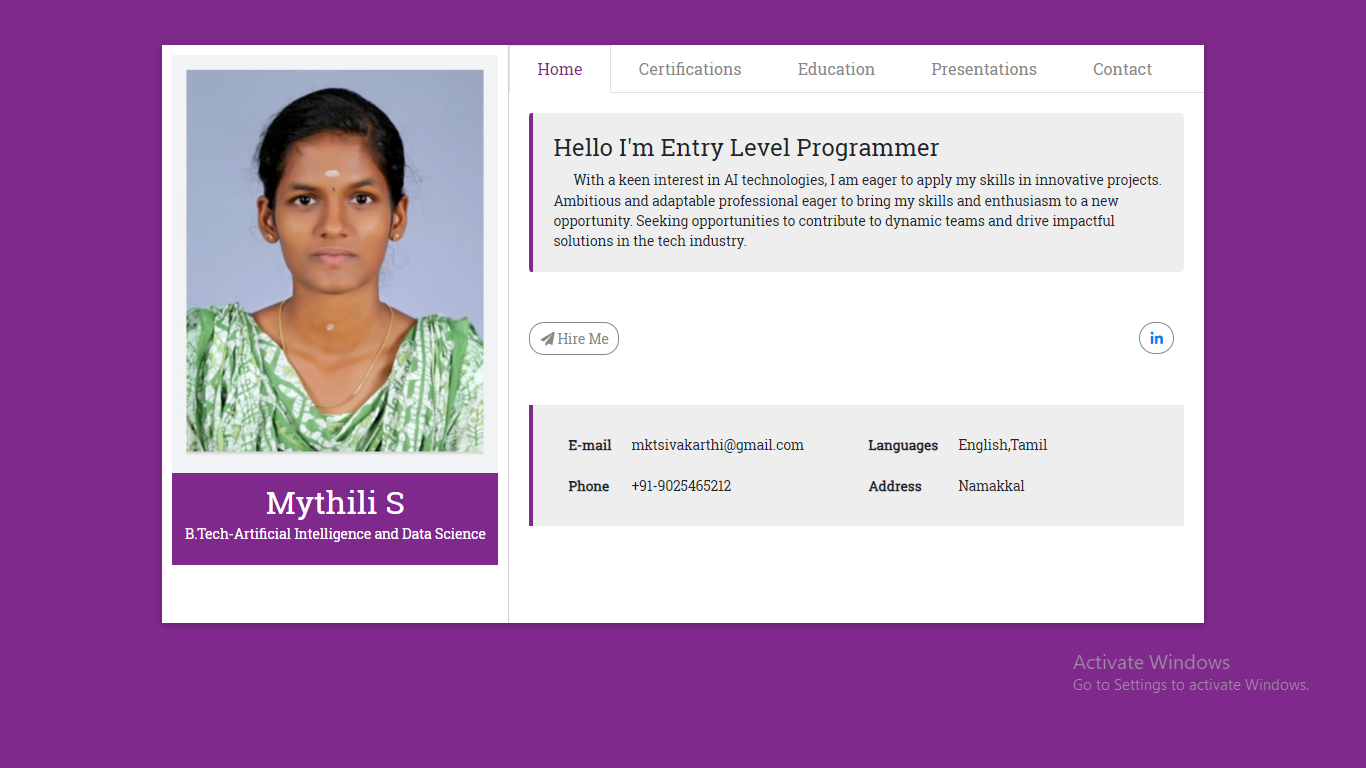 Home Certifications Education Presentations Contact
Hello I'm Entry Level Programmer
With a keen interest in AI technologies, I am eager to apply my skills in innovative projects.
Ambitious and adaptable professional eager to bring my skills and enthusiasm to a new
opportunity. Seeking opportunities to contribute to dynamic teams and drive impactful
solutions in the tech industry.
Hire Me in
E-mail mktsivakarthi@gmail.com Languages English,Tamil
Phone +91-9025465212 Address Namakkal
Mythili S
B.Tech-Artificial Intelligence and Data Science
Activate Windows
Go to Settings to activate Windows.